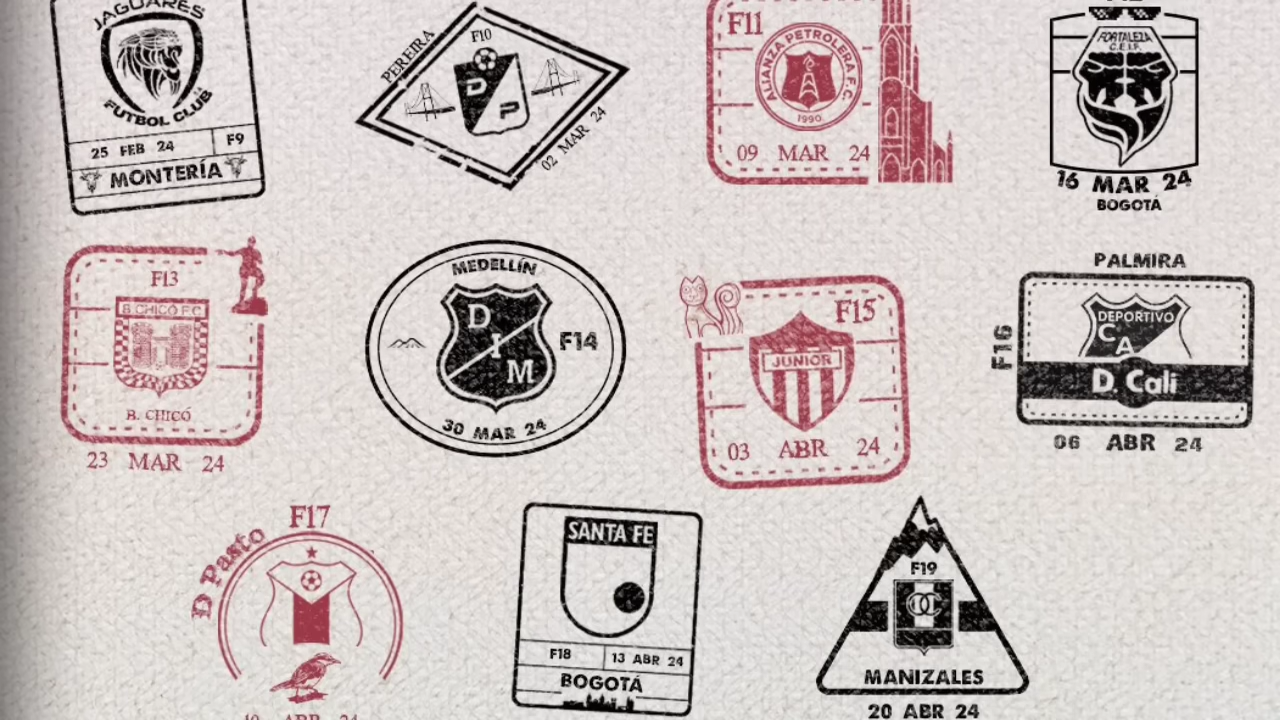 JAGUARES
FUTBOL CLUB
25 FEB 24
F9
MONTERÍA
PEREIRA
F10
D
P
02 MAR 24
F11
ALIANZA PETROLERA F.C.
1990
09 MAR 24
FORTALEZA
C.E.I.F.
16 MAR 24
BOGOTÁ
F13
B. CHICÓ F.C
B. CHICÓ
23 MAR 24
MEDELLÍN
D
I
M
F14
30 MAR 24
F15
JUNIOR
03 ABR 24
PALMIRA
F16
DEPORTIVO
CA
D. Cali
06 ABR 24
F17
D Pasto
SANTA FE
F18
13 ABR 24
BOGOTÁ
F19
OC
MANIZALES
20 ABR 24